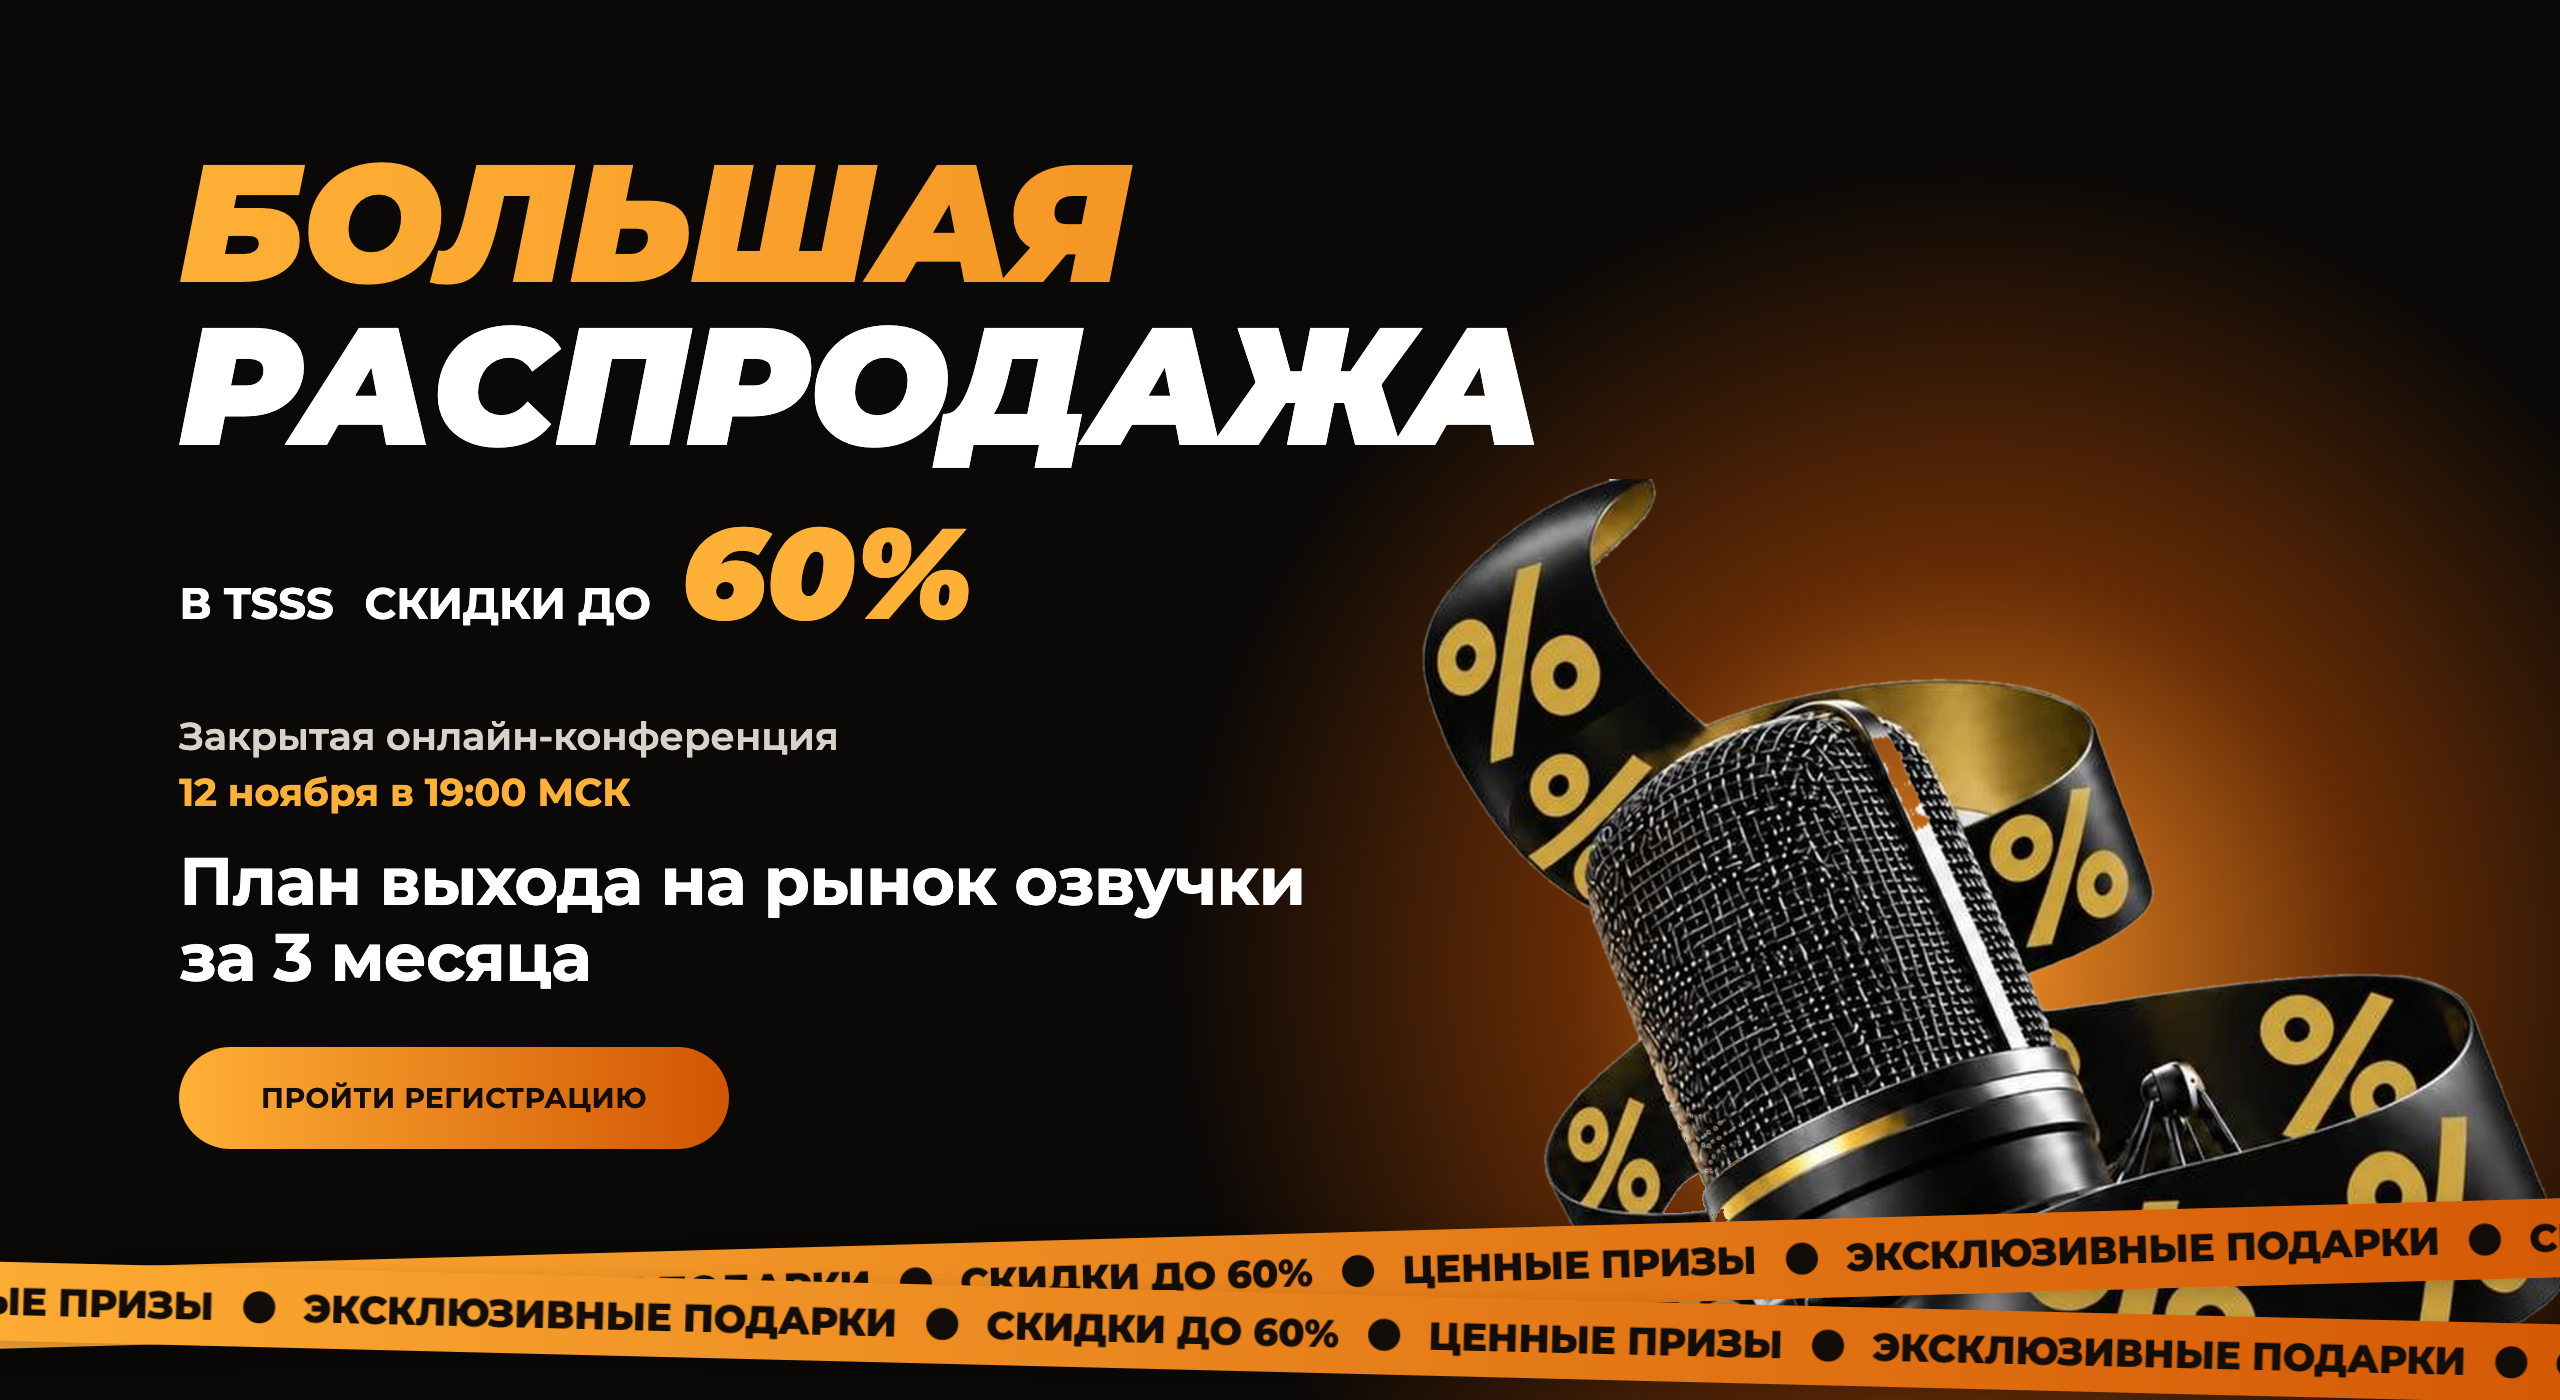 БОЛЬШАЯ
РАСПРОДАЖА
В TSSS СКИДКИ ДО 60%
Закрытая онлайн-конференция
12 ноября в 19:00 МСК
План выхода на рынок озвучки
за 3 месяца
ПРОЙТИ РЕГИСТРАЦИЮ
ПОДАРКИ ● СКИДКИ ДО 60% ● ЦЕННЫЕ ПРИЗЫ ● ЭКСКЛЮЗИВНЫЕ ПОДАРКИ ●
ПРИЗЫ ● ЭКСКЛЮЗИВНЫЕ ПОДАРКИ ● СКИДКИ ДО 60% ● ЦЕННЫЕ ПРИЗЫ ● ЭКСКЛЮЗИВНЫЕ ПОДАРКИ ●